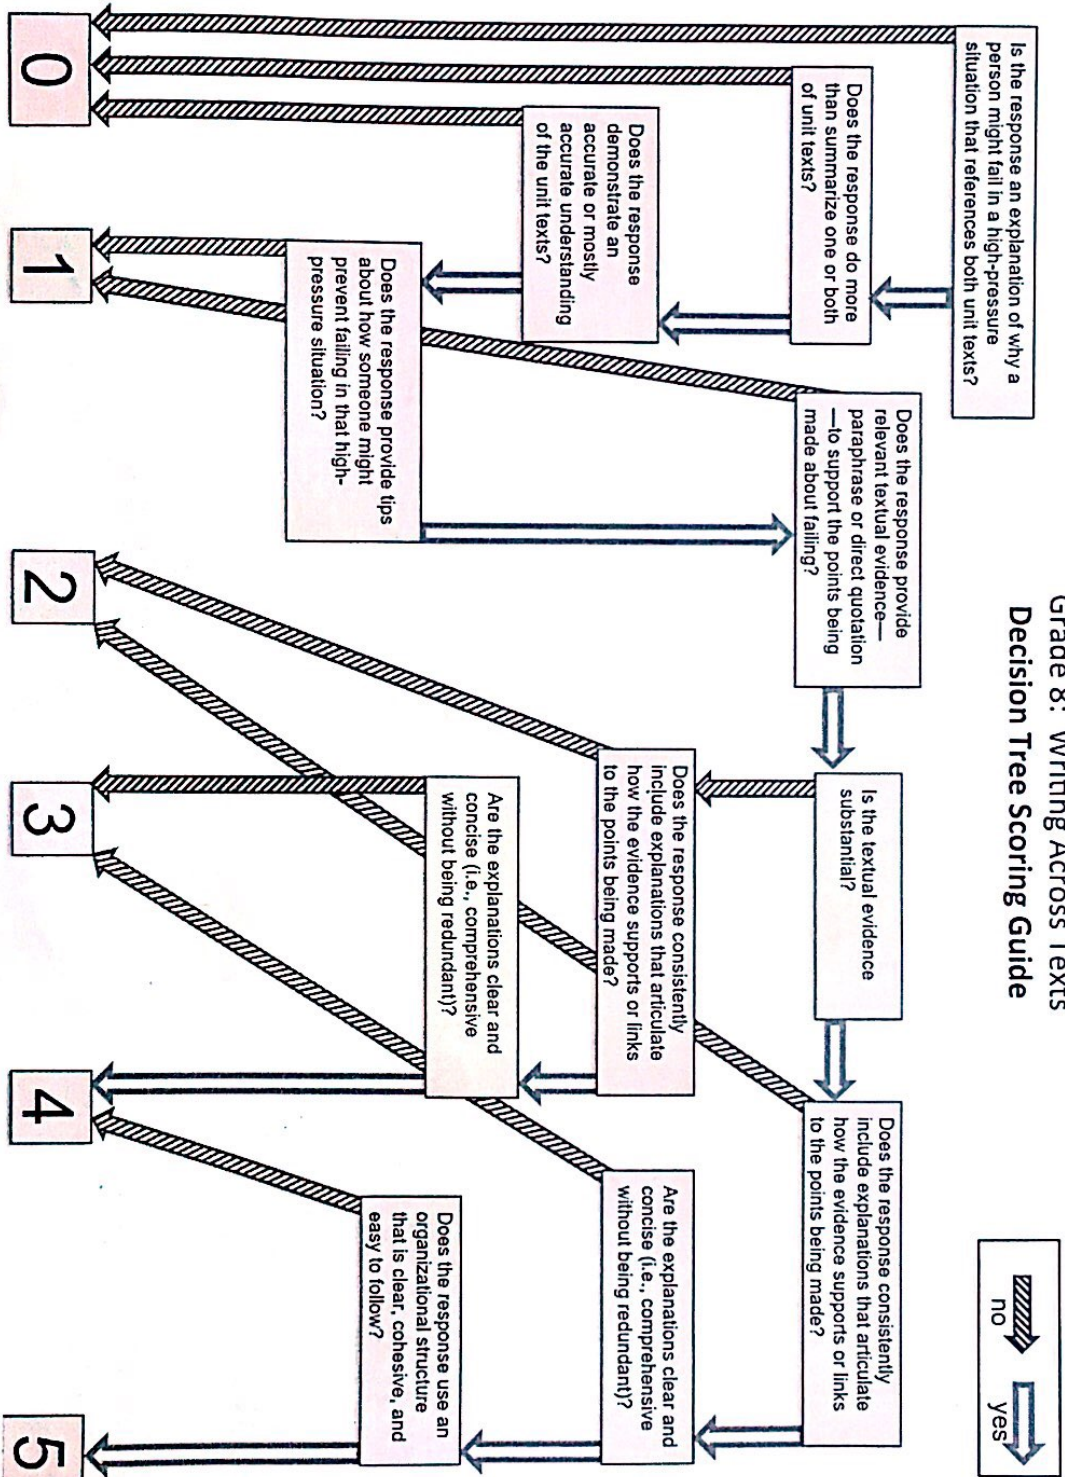 Grade 8: Writing Across Texts
Decision Tree Scoring Guide
no
yes
Is the response an explanation of why a
person might fail in a high-pressure
situation that references both unit texts?
Does the response do more
than summarize one or both
of unit texts?
Does the response
demonstrate an
accurate or mostly
accurate understanding
of the unit texts?
Does the response provide tips
about how someone might
prevent failing in that high-
pressure situation?
Does the response provide
relevant textual evidence—
paraphrase or direct quotation
—to support the points being
made about failing?
Is the textual evidence
substantial?
Does the response consistently
include explanations that articulate
how the evidence supports or links
to the points being made?
Does the response consistently
include explanations that articulate
how the evidence supports or links
to the points being made?
Are the explanations clear and
concise (i.e., comprehensive
without being redundant)?
Are the explanations clear and
concise (i.e., comprehensive
without being redundant)?
Does the response use an
organizational structure
that is clear, cohesive, and
easy to follow?
0
1
2
3
4
5